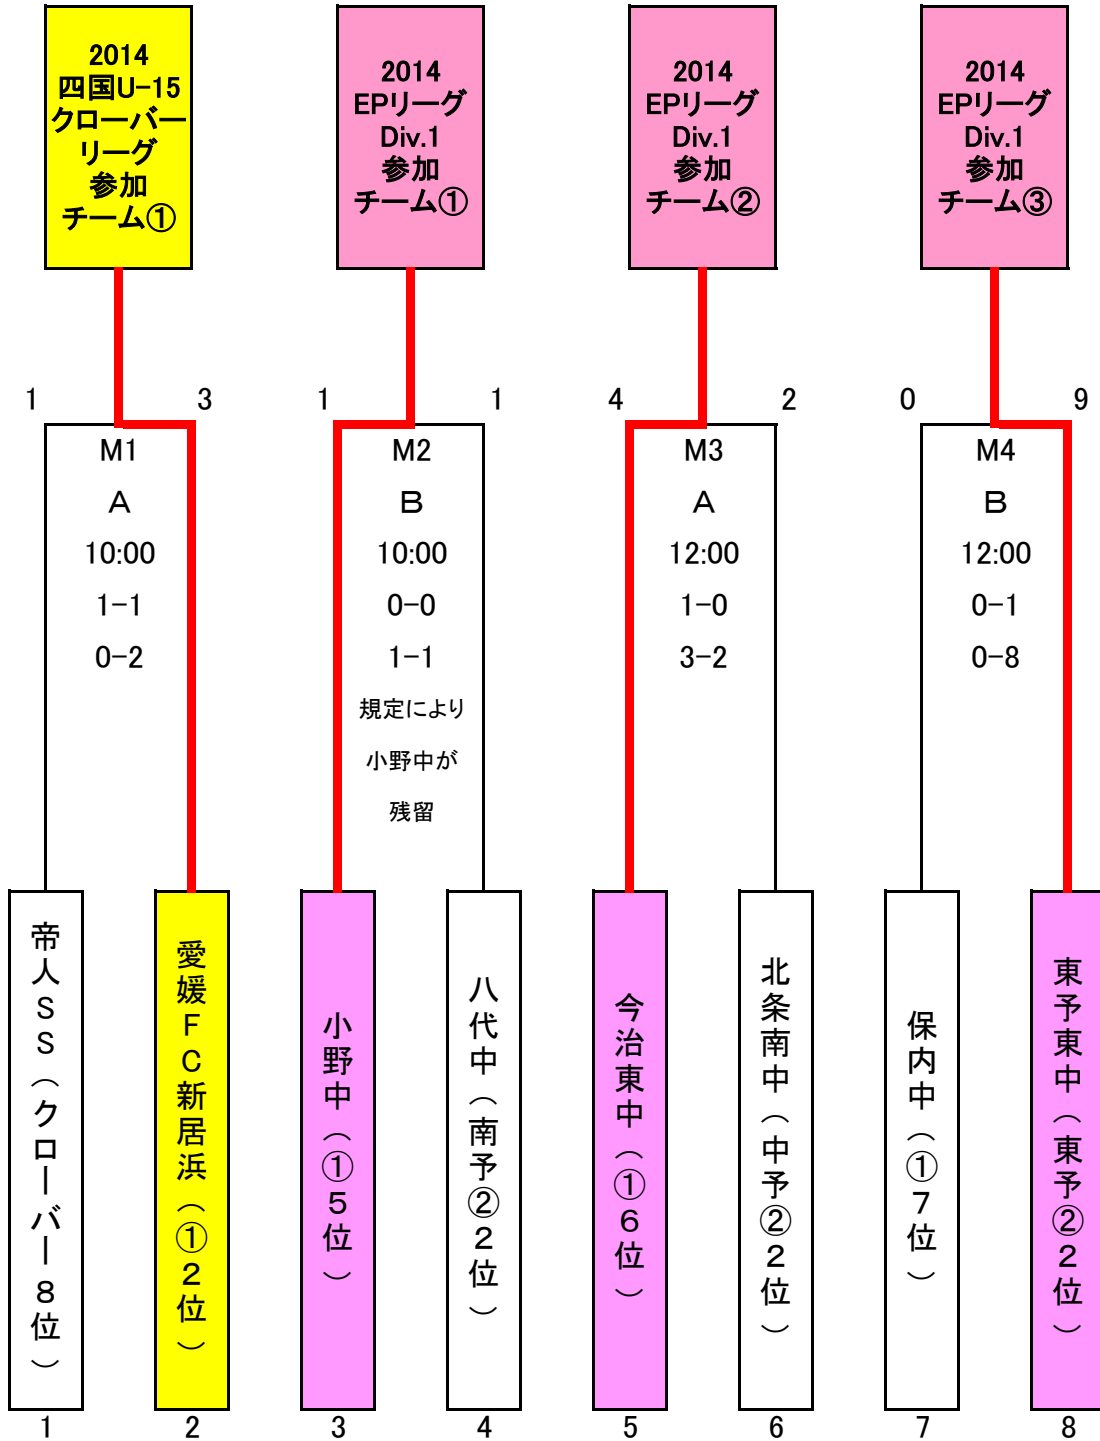 2014
四国U-15
クローバー
リーグ
参加
チーム①
2014
EPリーグ
Div.1
参加
チーム①
2014
EPリーグ
Div.1
参加
チーム②
2014
EPリーグ
Div.1
参加
チーム③
1
3
1
1
4
2
0
9
M1
A
10:00
1-1
0-2
M2
B
10:00
0-0
1-1
規定により
小野中が
残留
M3
A
12:00
1-0
3-2
M4
B
12:00
0-1
0-8
帝人SS（クローバー8位）
愛媛FC新居浜（①2位）
小野中（①5位）
八代中（南予②2位）
今治東中（①6位）
北条南中（中予②2位）
保内中（①7位）
東予東中（東予②2位）
1
2
3
4
5
6
7
8